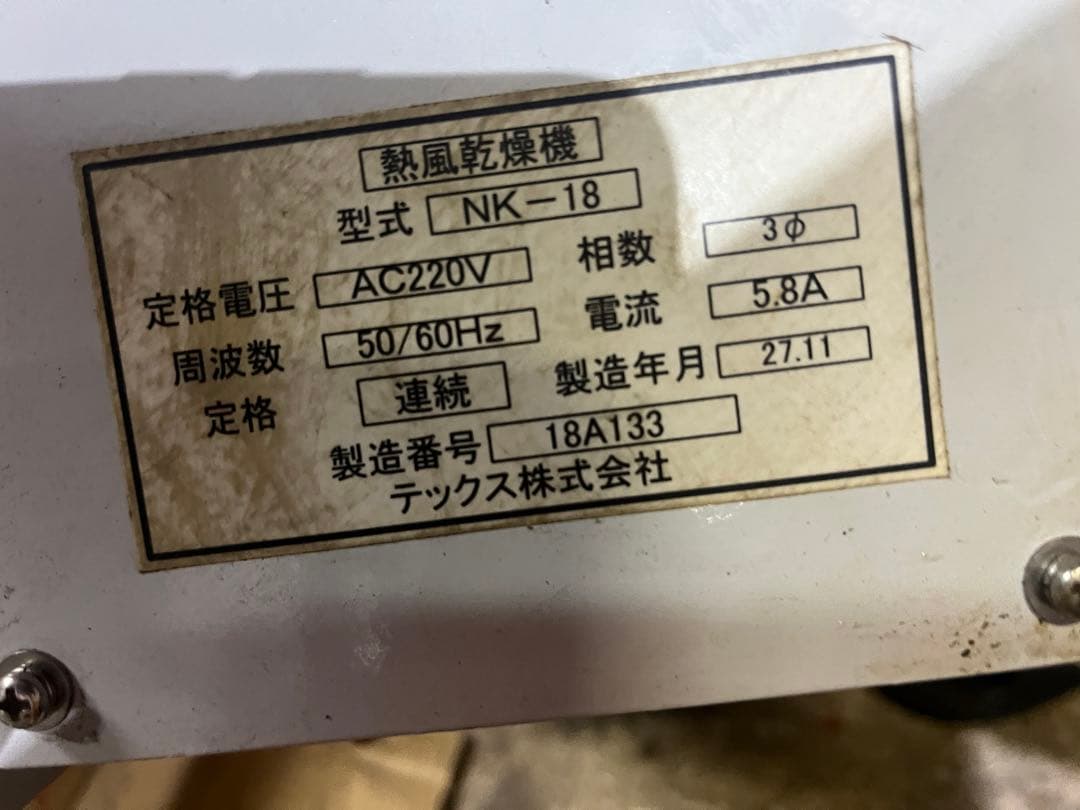 熱風乾燥機
型式 NK-18
定格電圧 AC220V 相数 3φ
周波数 50/60Hz 電流 5.8A
定格 連続 製造年月 27.11
製造番号 18A133
テックス株式会社